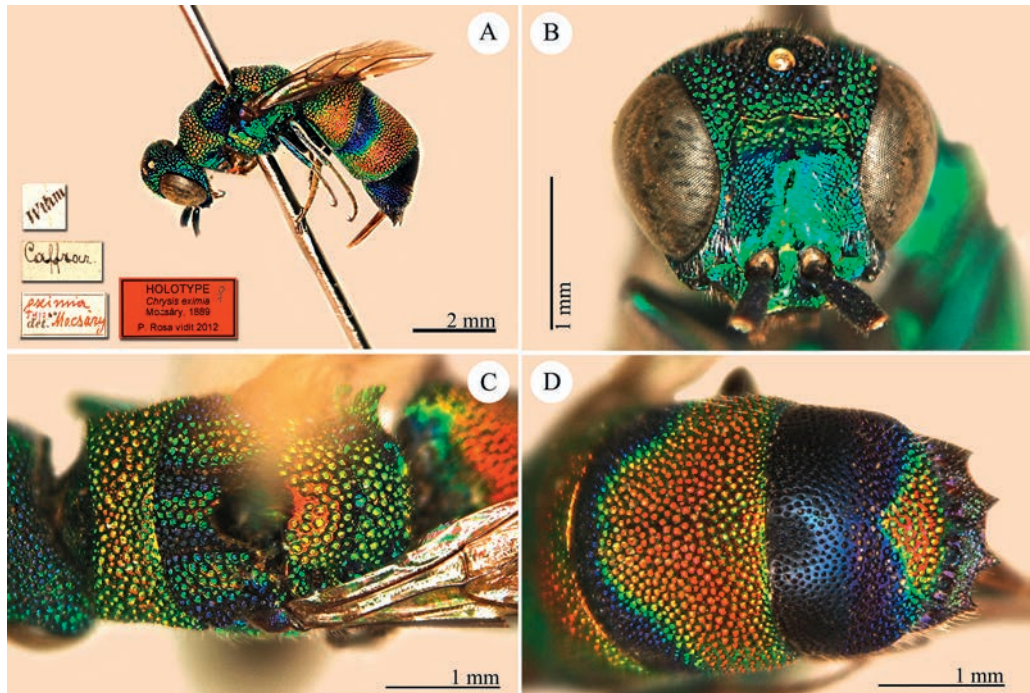 A
B
Caffrar.
eximia
det. Mocsáry
HOLOTYPE
Chrysis eximia
Mocsáry, 1889
P. Rosa vidit 2012
2 mm
1 mm
C
D
1 mm
1 mm